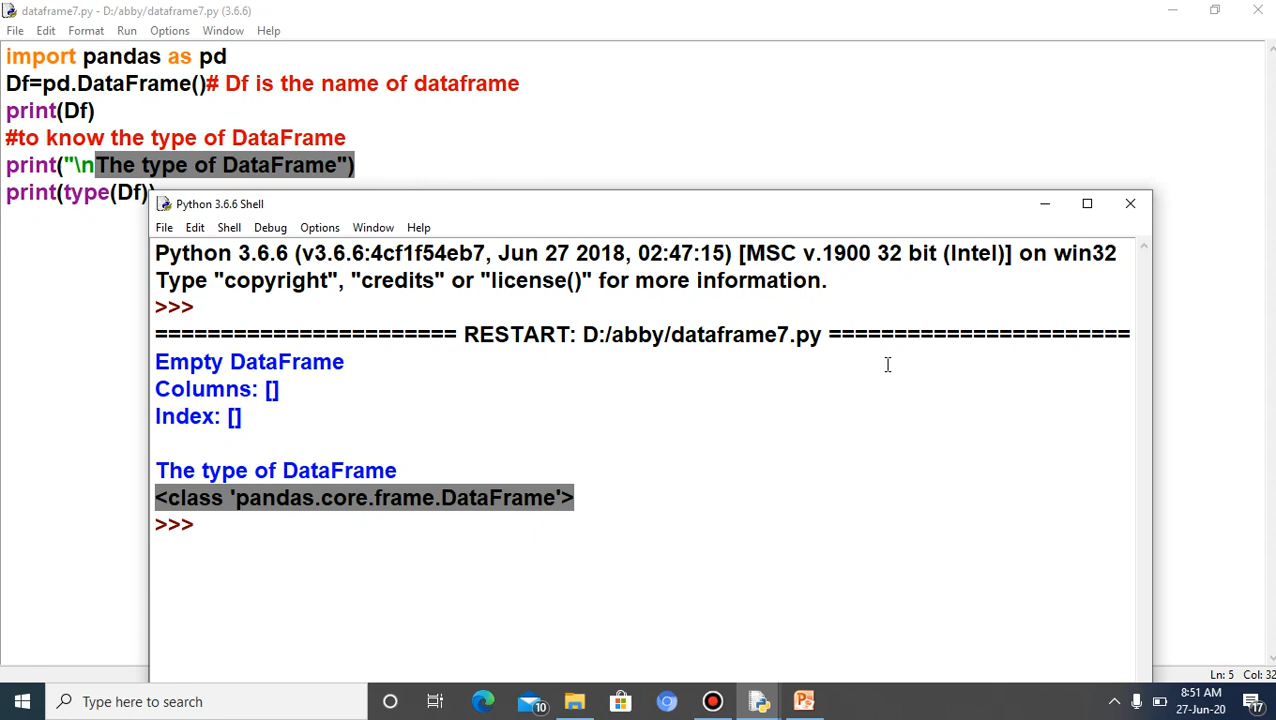 dataframe7.py - D:/abby/dataframe7.py (3.6.6)
File Edit Format Run Options Window Help
import pandas as pd
Df=pd.DataFrame()# Df is the name of dataframe
print(Df)
#to know the type of DataFrame
print("\nThe type of DataFrame")
print(type(Df))
Python 3.6.6 Shell
File Edit Shell Debug Options Window Help
Python 3.6.6 (v3.6.6:4cf1f54eb7, Jun 27 2018, 02:47:15) [MSC v.1900 32 bit (Intel)] on win32
Type "copyright", "credits" or "license()" for more information.
>>>
======================= RESTART: D:/abby/dataframe7.py =======================
Empty DataFrame
Columns: []
Index: []
The type of DataFrame
<class 'pandas.core.frame.DataFrame'>
>>>
Ln: 5 Col: 32
Type here to search
10
8:51 AM
27-Jun-20
17